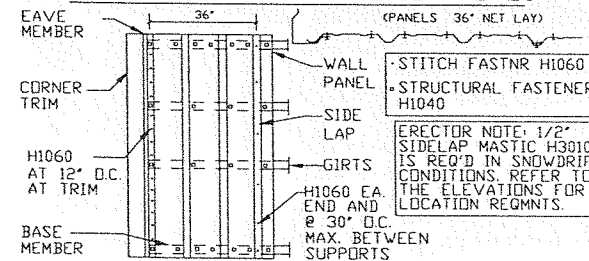 EAVE
MEMBER
36"
(PANELS 36" NET LAY)
CORNER
TRIM
WALL
PANEL
SIDE
LAP
· STITCH FASTNR H1060
▫ STRUCTURAL FASTENER
H1040
H1060
AT 12" O.C.
AT TRIM
GIRTS
ERECTOR NOTE: 1/2"
SIDELAP MASTIC H3010
IS REQ'D IN SNOWDRIF
CONDITIONS. REFER TO
THE ELEVATIONS FOR
LOCATION REQMNTS.
H1060 EA.
END AND
@ 30" O.C.
MAX. BETWEEN
SUPPORTS
BASE
MEMBER